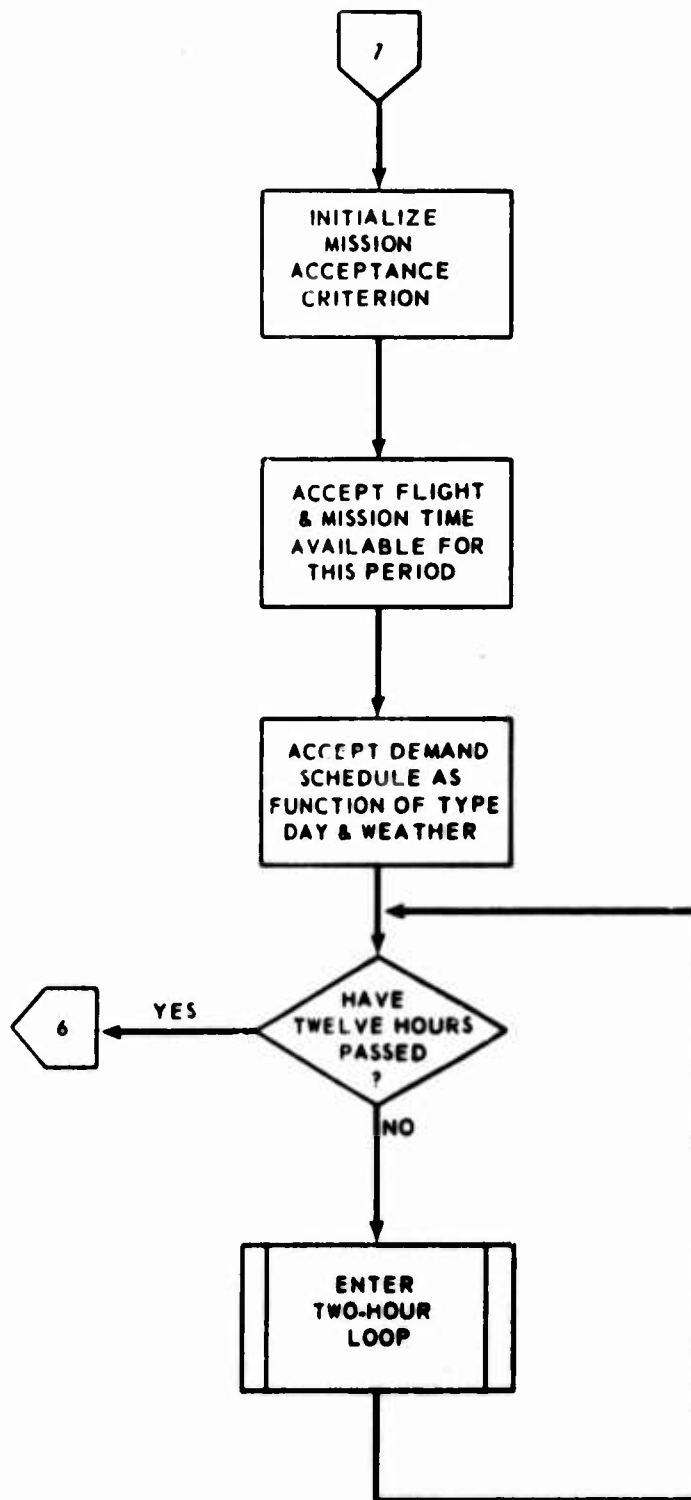 7
INITIALIZE
MISSION
ACCEPTANCE
CRITERION
ACCEPT FLIGHT
& MISSION TIME
AVAILABLE FOR
THIS PERIOD
ACCEPT DEMAND
SCHEDULE AS
FUNCTION OF TYPE
DAY & WEATHER
HAVE
TWELVE HOURS
PASSED
?
YES
6
NO
ENTER
TWO-HOUR
LOOP